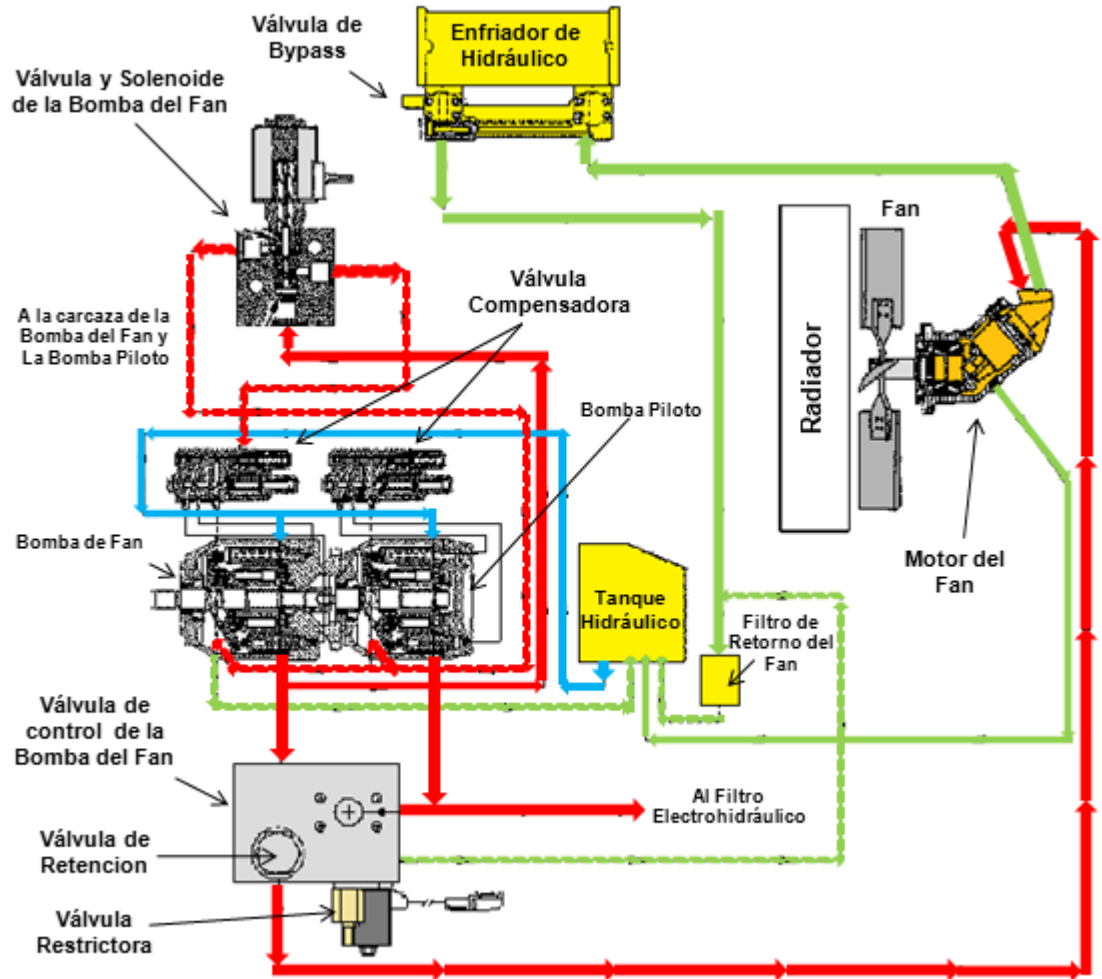 Válvula de
Bypass
Enfriador de
Hidráulico
Válvula y Solenoide
de la Bomba del Fan
Fan
Válvula
Compensadora
A la carcaza de la
Bomba del Fan y
La Bomba Piloto
Radiador
Bomba Piloto
Bomba de Fan
Motor del
Fan
Tanque
Hidráulico
Filtro de
Retorno del
Fan
Válvula de
control de la
Bomba del Fan
Al Filtro
Electrohidráulico
Válvula de
Retencion
Válvula
Restrictora